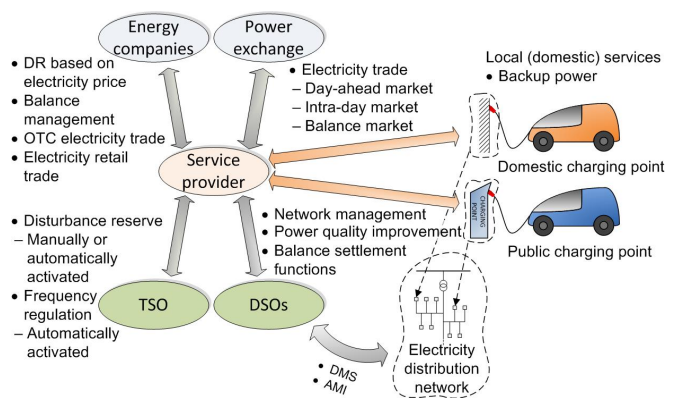 Energy
companies
Power
exchange
• DR based on
electricity price
• Balance
management
• OTC electricity trade
• Electricity retail
trade
• Electricity trade
– Day-ahead market
– Intra-day market
– Balance market
Local (domestic) services
• Backup power
Domestic charging point
Service
provider
CHARGING
POINT
Public charging point
• Disturbance reserve
– Manually or
automatically
activated
• Frequency
regulation
– Automatically
activated
• Network management
• Power quality improvement
• Balance settlement
functions
TSO
DSOs
Electricity
distribution
network
• DMS
• AMI